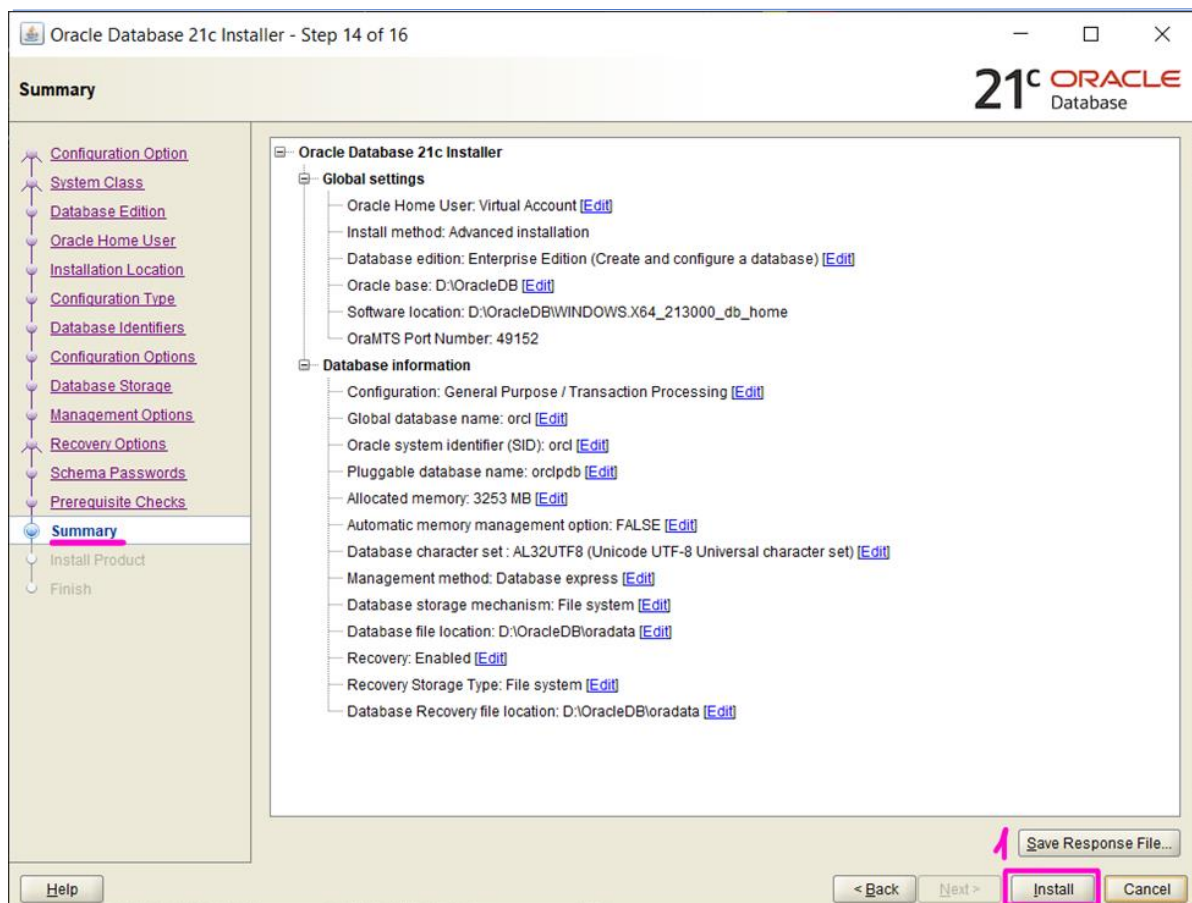 Oracle Database 21c Installer - Step 14 of 16
Summary
21c ORACLE
Database
Configuration Option
System Class
Database Edition
Oracle Home User
Installation Location
Configuration Type
Database Identifiers
Configuration Options
Database Storage
Management Options
Recovery Options
Schema Passwords
Prerequisite Checks
Summary
Install Product
Finish
Oracle Database 21c Installer
Global settings
Oracle Home User: Virtual Account [Edit]
Install method: Advanced installation
Database edition: Enterprise Edition (Create and configure a database) [Edit]
Oracle base: D:\OracleDB [Edit]
Software location: D:\OracleDB\WINDOWS.X64_213000_db_home
OraMTS Port Number: 49152
Database information
Configuration: General Purpose / Transaction Processing [Edit]
Global database name: orcl [Edit]
Oracle system identifier (SID): orcl [Edit]
Pluggable database name: orclpdb [Edit]
Allocated memory: 3253 MB [Edit]
Automatic memory management option: FALSE [Edit]
Database character set : AL32UTF8 (Unicode UTF-8 Universal character set) [Edit]
Management method: Database express [Edit]
Database storage mechanism: File system [Edit]
Database file location: D:\OracleDB\oradata [Edit]
Recovery: Enabled [Edit]
Recovery Storage Type: File system [Edit]
Database Recovery file location: D:\OracleDB\oradata [Edit]
1 Save Response File...
Help < Back Next > Install Cancel